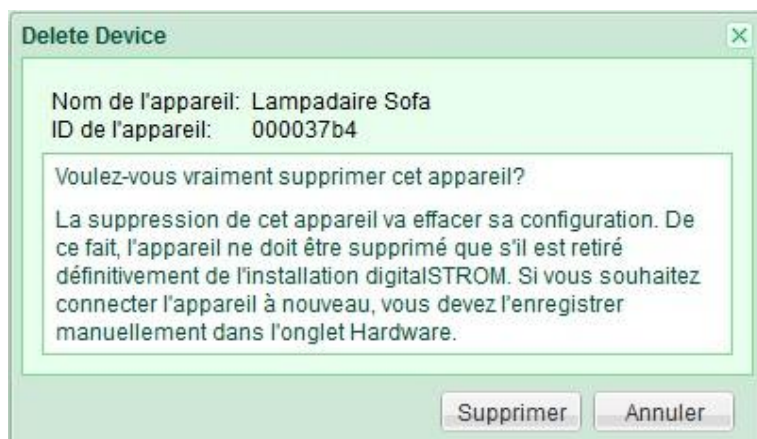 Delete Device
Nom de l'appareil: Lampadaire Sofa
ID de l'appareil: 000037b4
Voulez-vous vraiment supprimer cet appareil?
La suppression de cet appareil va effacer sa configuration. De
ce fait, l'appareil ne doit être supprimé que s'il est retiré
définitivement de l'installation digitalSTROM. Si vous souhaitez
connecter l'appareil à nouveau, vous devez l'enregistrer
manuellement dans l'onglet Hardware.
Supprimer Annuler